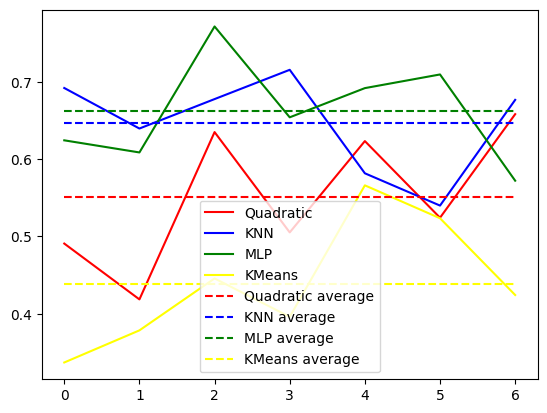 0.7
0.6
0.5
0.4
Quadratic
KNN
MLP
KMeans
Quadratic average
KNN average
MLP average
KMeans average
0 1 2 3 4 5 6